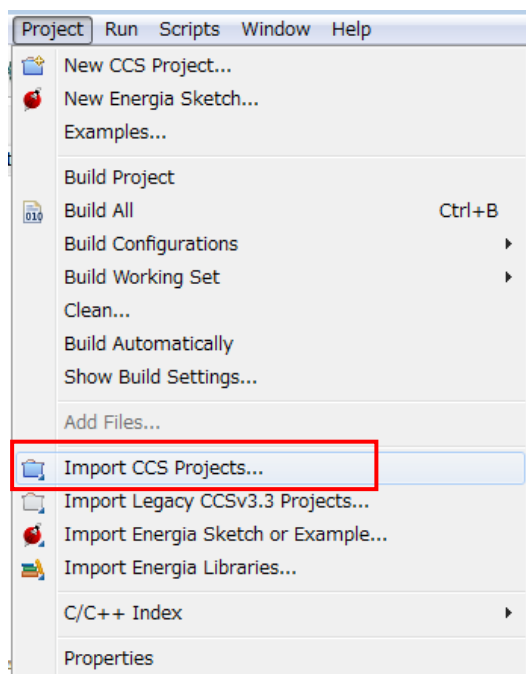 Project Run Scripts Window Help
New CCS Project...
New Energia Sketch...
Examples...
Build Project
010 Build All Ctrl+B
Build Configurations
Build Working Set
Clean...
Build Automatically
Show Build Settings...
Add Files...
Import CCS Projects...
Import Legacy CCSv3.3 Projects...
Import Energia Sketch or Example...
Import Energia Libraries...
C/C++ Index
Properties